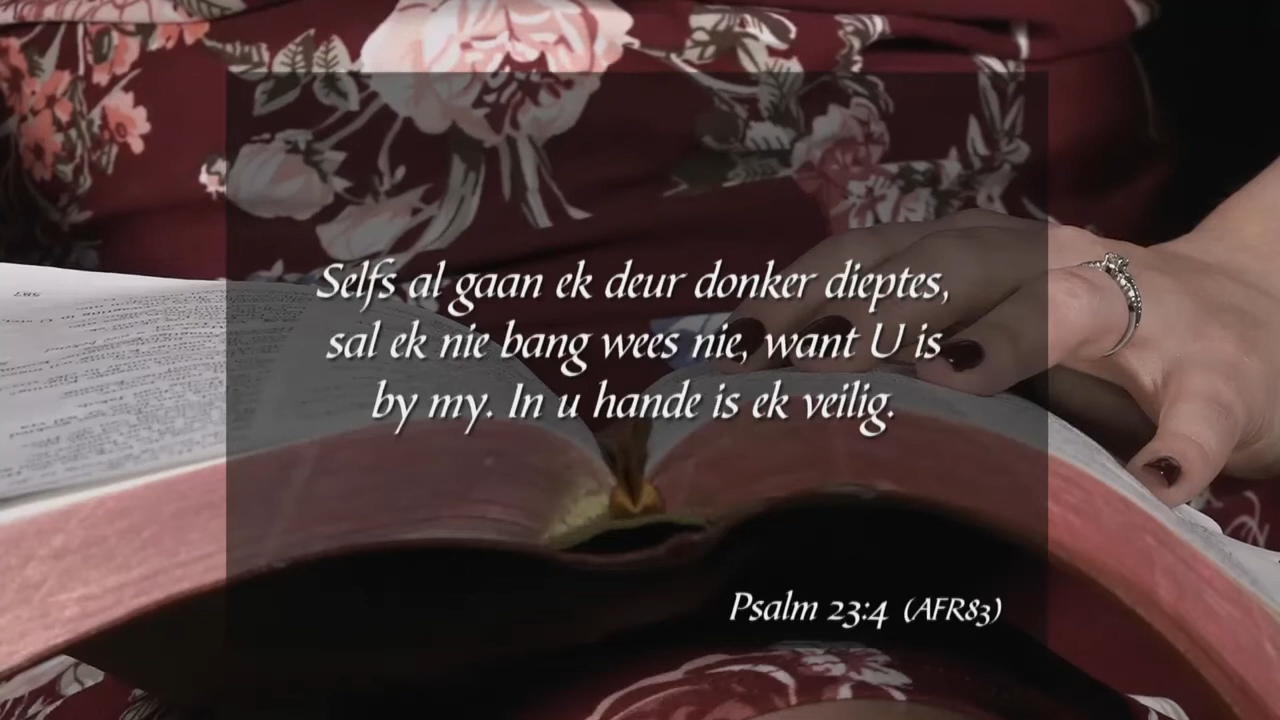 Selfs al gaan ek deur donker dieptes,
sal ek nie bang wees nie, want U is
by my. In u hande is ek veilig.
Psalm 23:4 (AFR83)